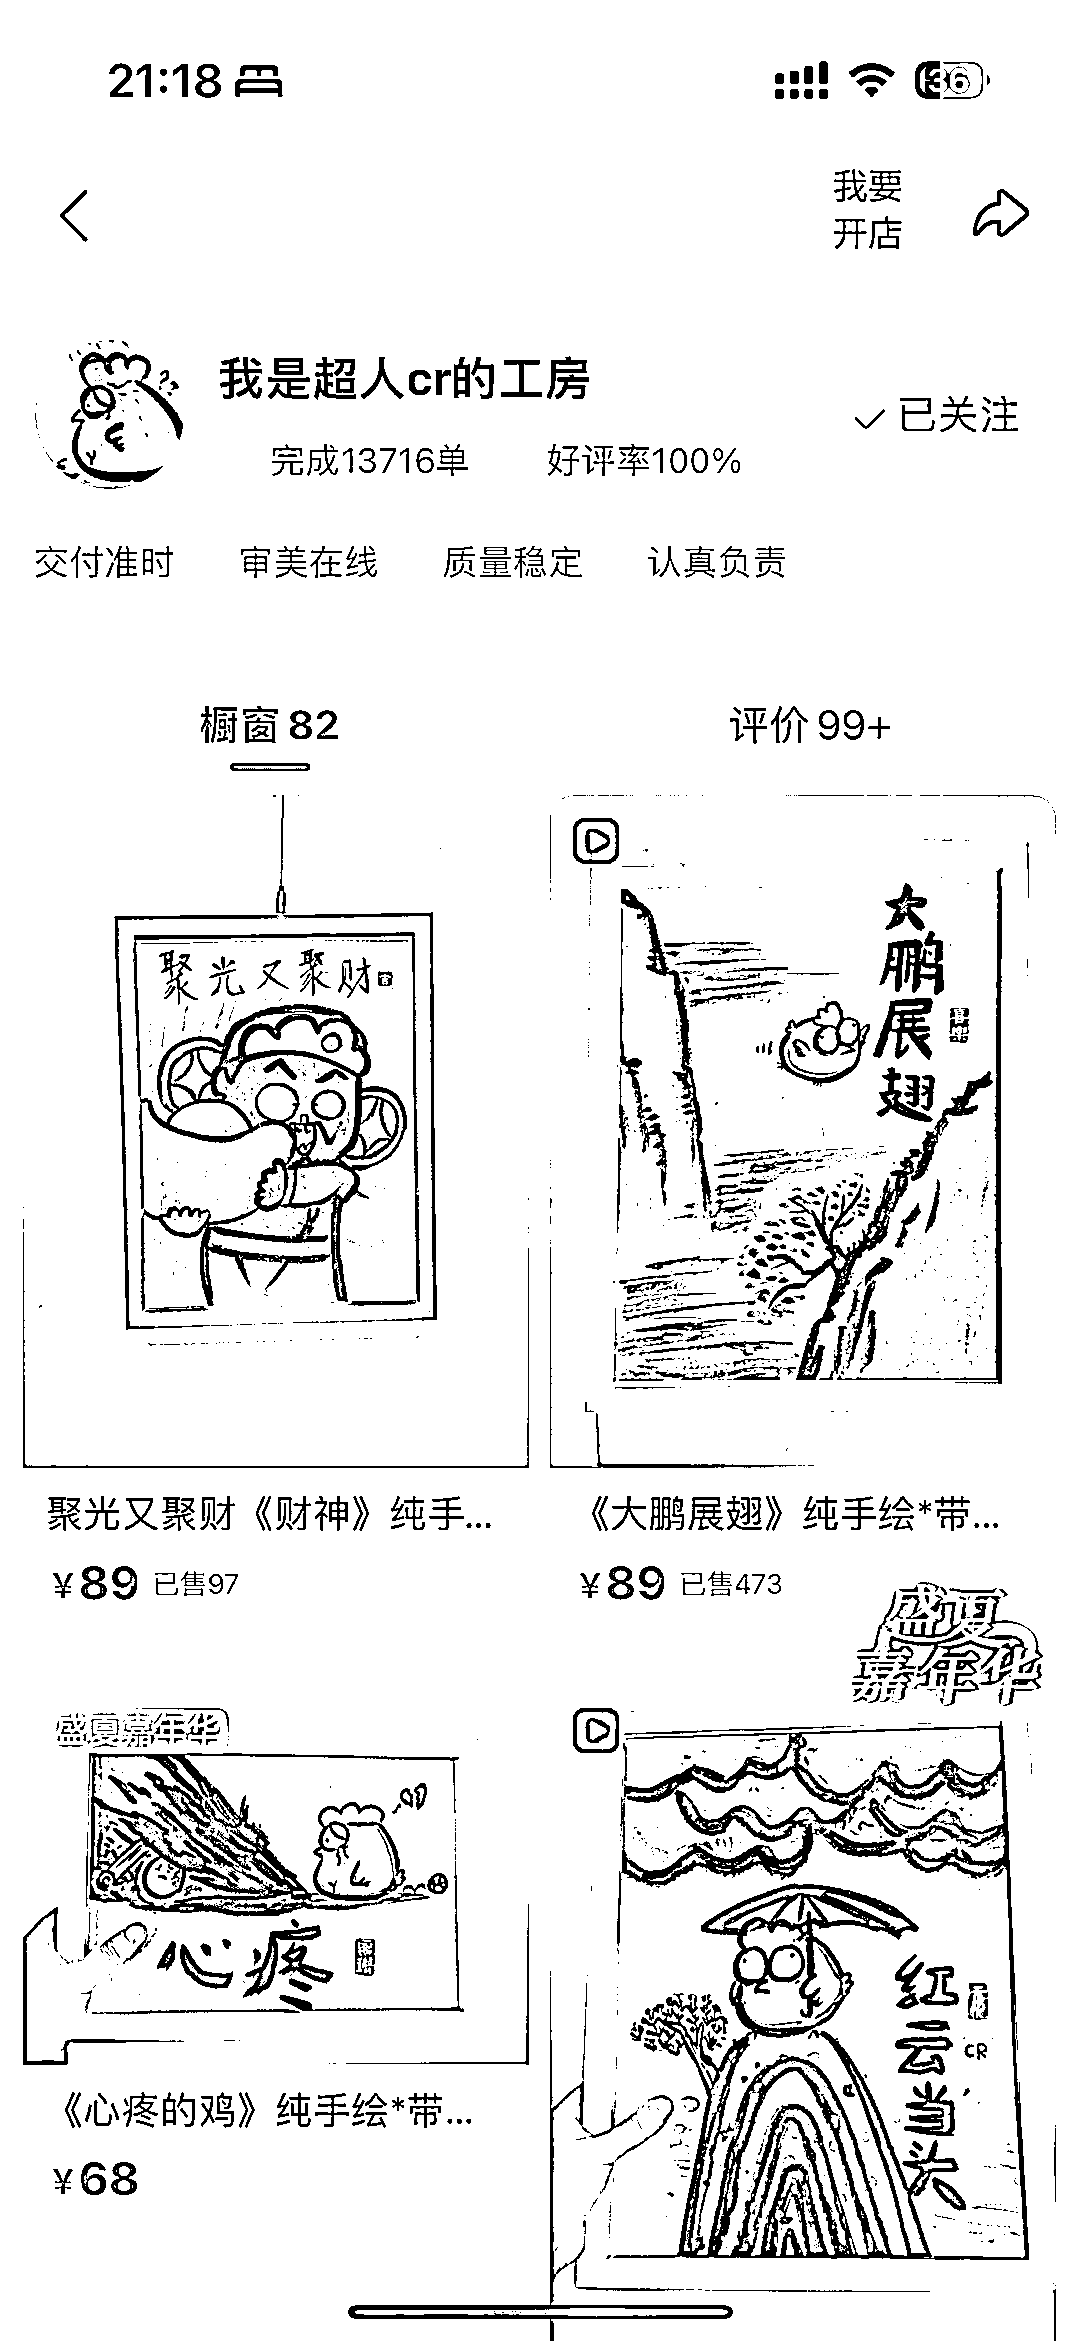 21:18
36
我要
开店
我是超人cr的工房
已关注
完成13716单 好评率100%
交付准时 审美在线 质量稳定 认真负责
橱窗 82 评价 99+
聚光又聚财
大鹏展翅
聚光又聚财《财神》纯手...
¥89 已售97
《大鹏展翅》纯手绘*带...
¥89 已售473
盛夏
嘉年华
盛夏嘉年华
心疼
《心疼的鸡》纯手绘*带...
¥68
红云当头
CR